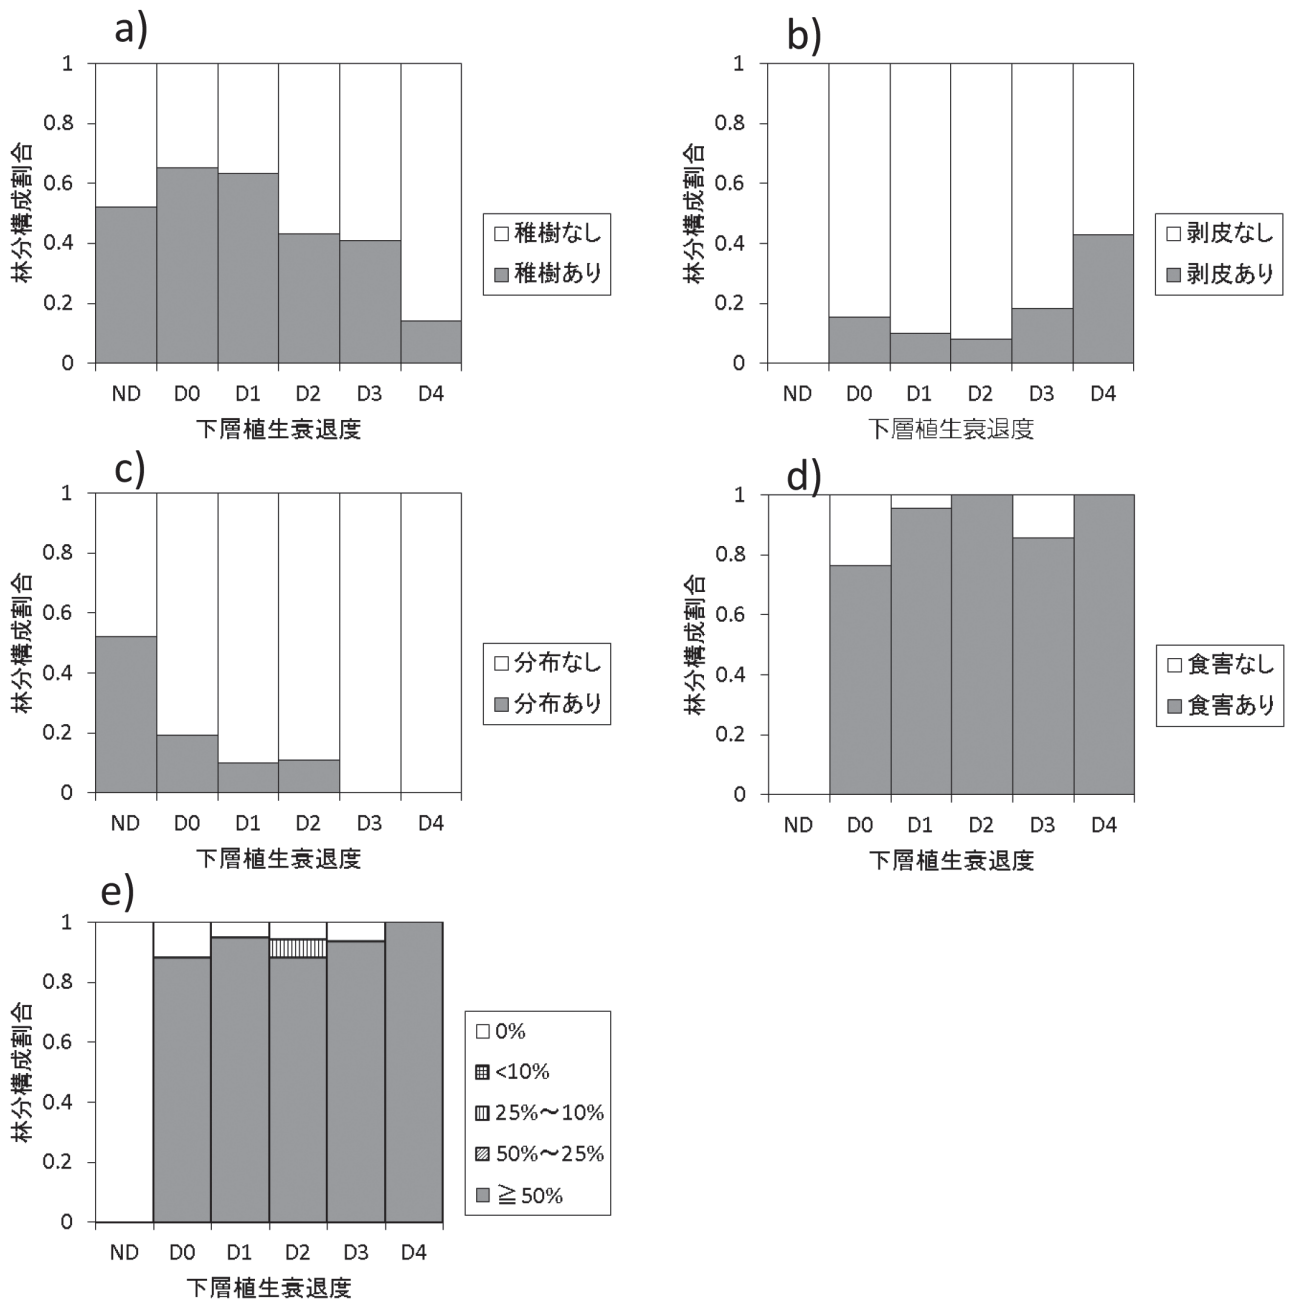 a)
林分構成割合
1
0.8
0.6
0.4
0.2
0
ND D0 D1 D2 D3 D4
下層植生衰退度
稚樹なし
稚樹あり
b)
林分構成割合
1
0.8
0.6
0.4
0.2
0
ND D0 D1 D2 D3 D4
下層植生衰退度
剥皮なし
剥皮あり
c)
林分構成割合
1
0.8
0.6
0.4
0.2
0
ND D0 D1 D2 D3 D4
下層植生衰退度
分布なし
分布あり
d)
林分構成割合
1
0.8
0.6
0.4
0.2
0
ND D0 D1 D2 D3 D4
下層植生衰退度
食害なし
食害あり
e)
林分構成割合
1
0.8
0.6
0.4
0.2
0
ND D0 D1 D2 D3 D4
下層植生衰退度
0%
<10%
25%～10%
50%～25%
≧50%